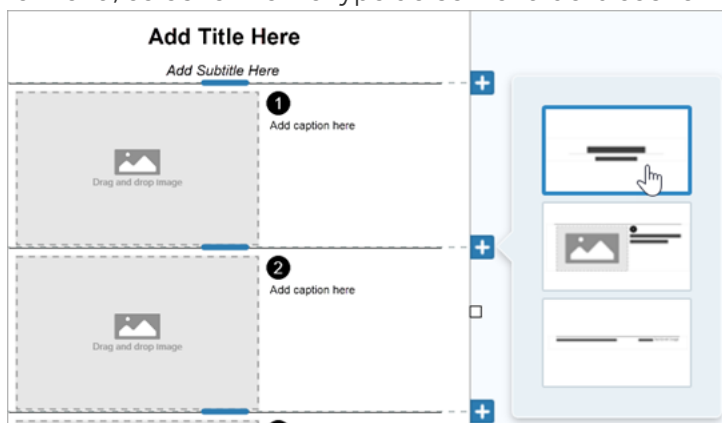 Add Title Here
Add Subtitle Here
1
Add caption here
Drag and drop image
2
Add caption here
Drag and drop image